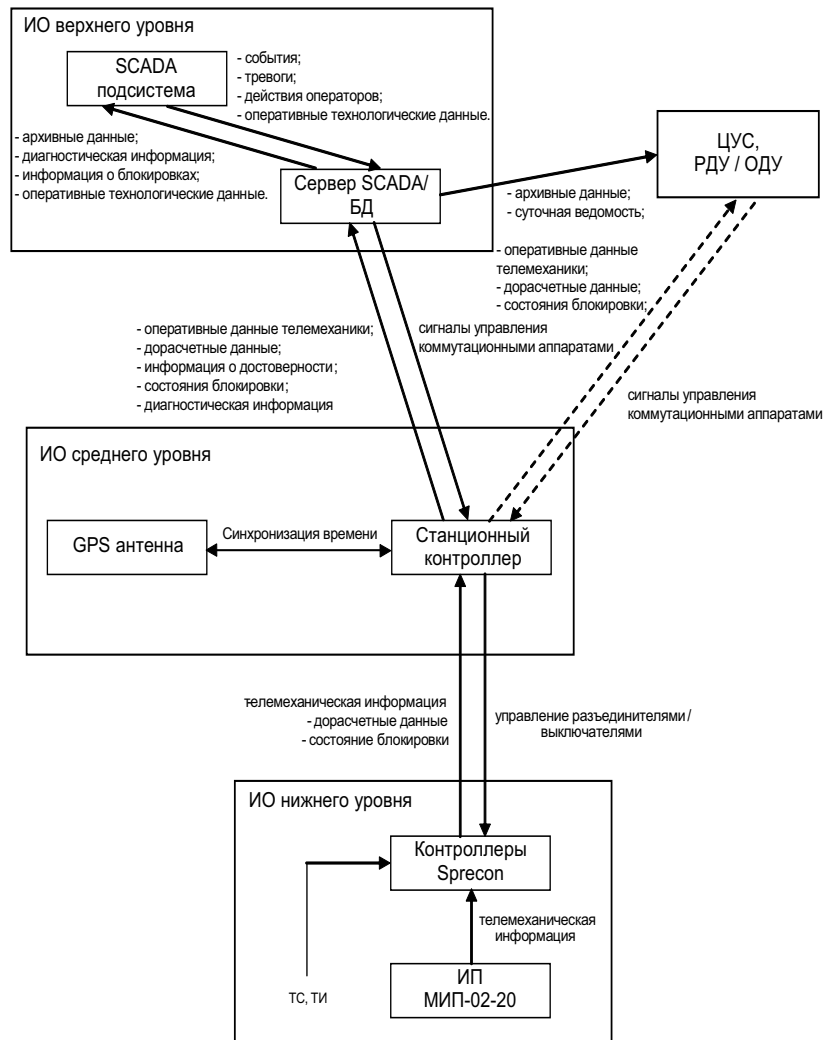 ИО верхнего уровня
SCADA
подсистема
- события;
- тревоги;
- действия операторов;
- оперативные технологические данные.
- архивные данные;
- диагностическая информация;
- информация о блокировках;
- оперативные технологические данные.
Сервер SCADA/
БД
ЦУС,
РДУ / ОДУ
- архивные данные;
- суточная ведомость;
- оперативные данные
телемеханики;
- дорасчетные данные;
- состояния блокировки;
- оперативные данные телемеханики;
- дорасчетные данные;
- информация о достоверности;
- состояния блокировки;
- диагностическая информация
сигналы управления
коммутационными аппаратами
сигналы управления
коммутационными аппаратами
ИО среднего уровня
GPS антенна
Синхронизация времени
Станционный
контроллер
телемеханическая информация
- дорасчетные данные
- состояние блокировки
управление разъединителями /
выключателями
ИО нижнего уровня
Контроллеры
Sprecon
телемеханическая
информация
ТС, ТИ
ИП
МИП-02-20